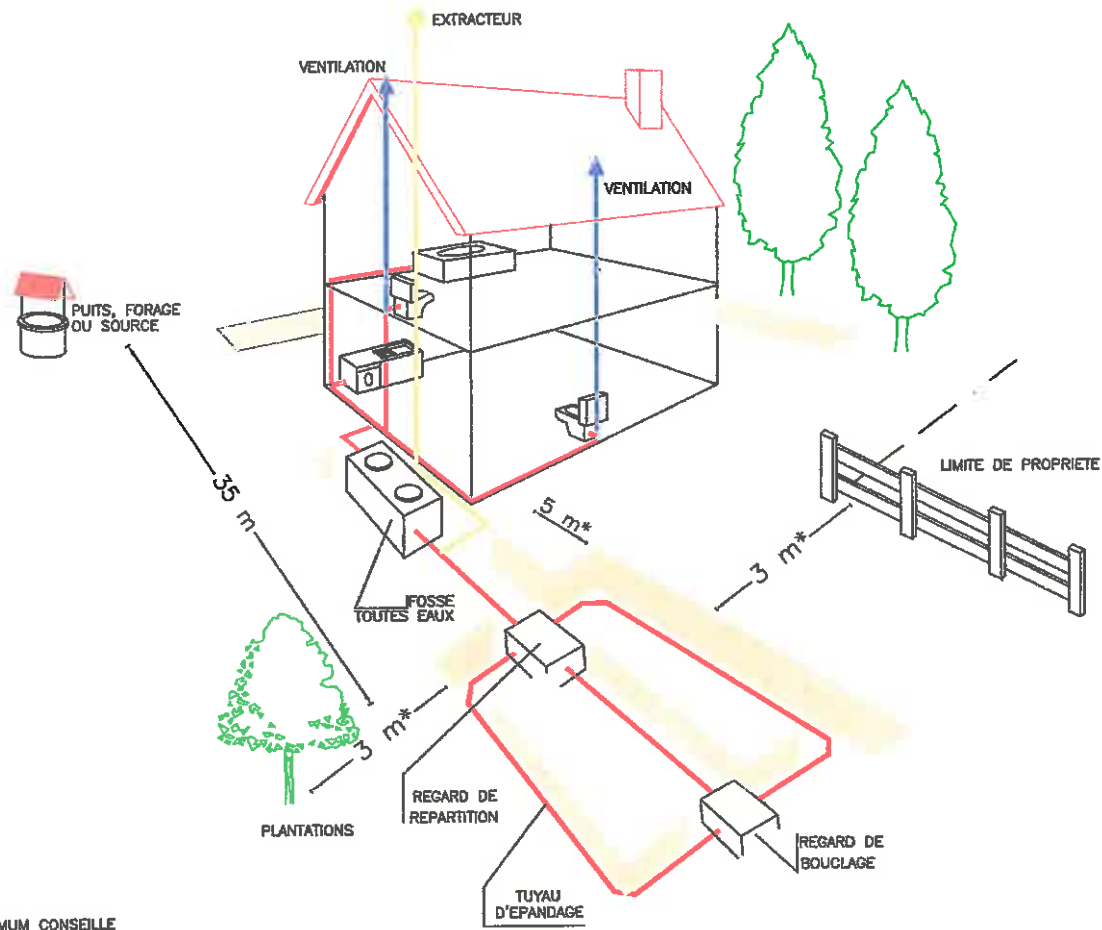 EXTRACTEUR
VENTILATION
VENTILATION
PUITS, FORAGE
OU SOURCE
LIMITE DE PROPRIETE
35 m
5 m*
3 m*
FOSSE
TOUTES EAUX
3 m*
REGARD DE
REPARTITION
PLANTATIONS
REGARD DE
BOUCLAGE
TUYAU
D'EPANDAGE
MUM CONSEILLE